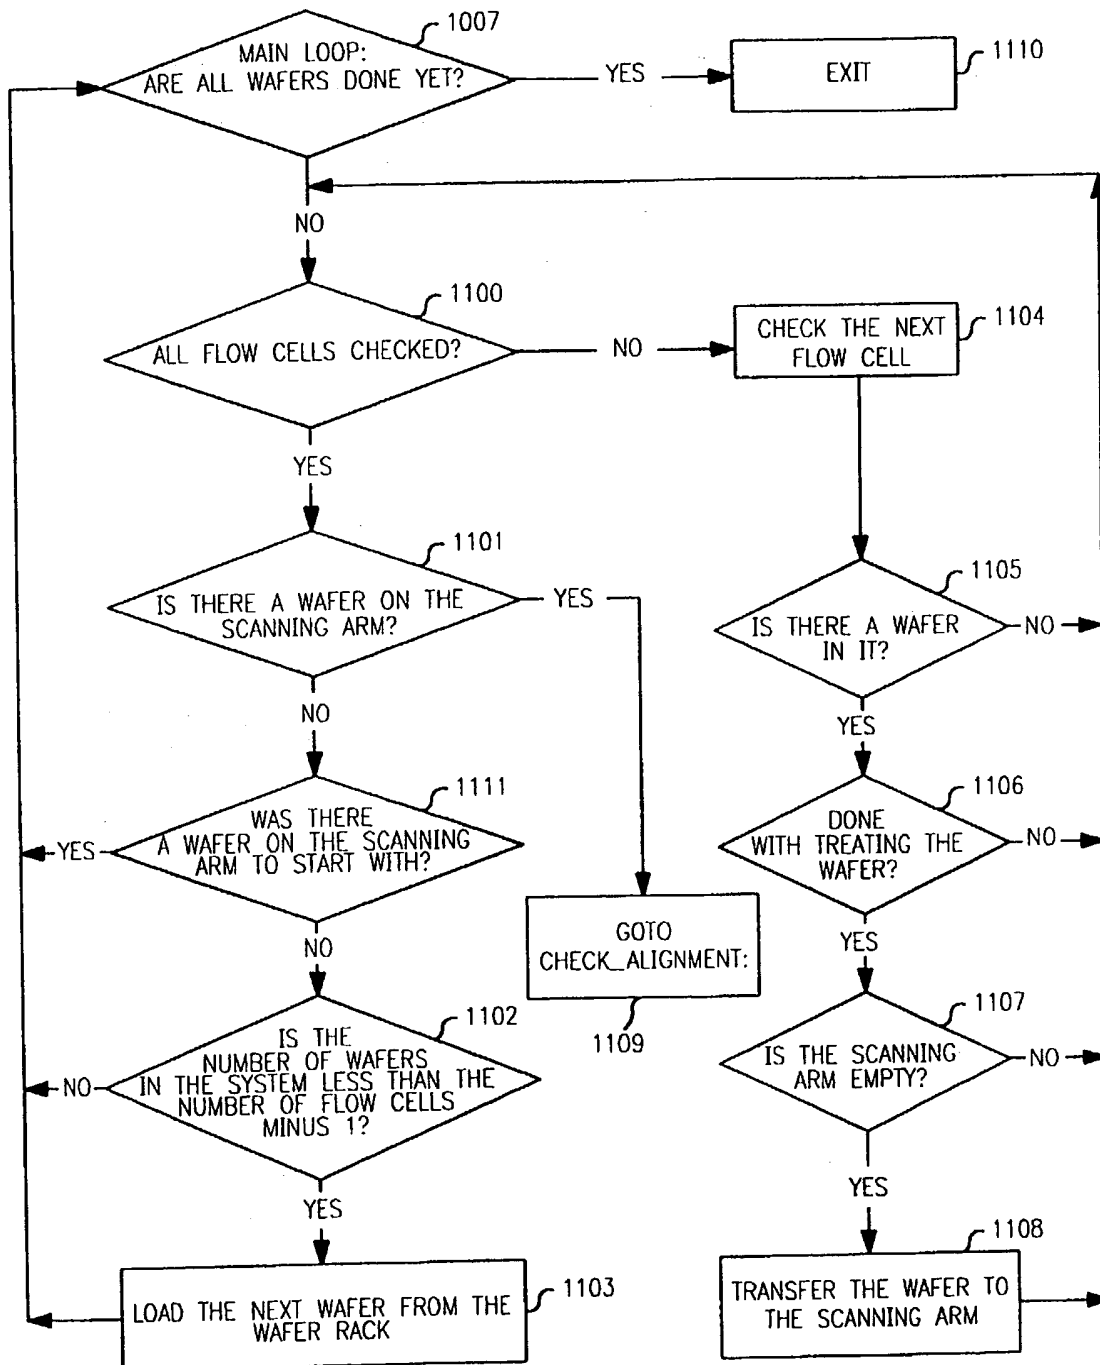 1007
MAIN LOOP:
ARE ALL WAFERS DONE YET?
YES
EXIT
1110
NO
1100
ALL FLOW CELLS CHECKED?
NO
CHECK THE NEXT
FLOW CELL
1104
YES
1101
IS THERE A WAFER ON THE
SCANNING ARM?
YES
1105
IS THERE A WAFER
IN IT?
NO
NO
YES
1111
WAS THERE
A WAFER ON THE SCANNING
ARM TO START WITH?
YES
1106
DONE
WITH TREATING THE
WAFER?
NO
NO
GOTO
CHECK_ALIGNMENT:
1109
YES
1102
IS THE
NUMBER OF WAFERS
IN THE SYSTEM LESS THAN THE
NUMBER OF FLOW CELLS
MINUS 1?
NO
1107
IS THE SCANNING
ARM EMPTY?
NO
YES
YES
1103
LOAD THE NEXT WAFER FROM THE
WAFER RACK
1108
TRANSFER THE WAFER TO
THE SCANNING ARM